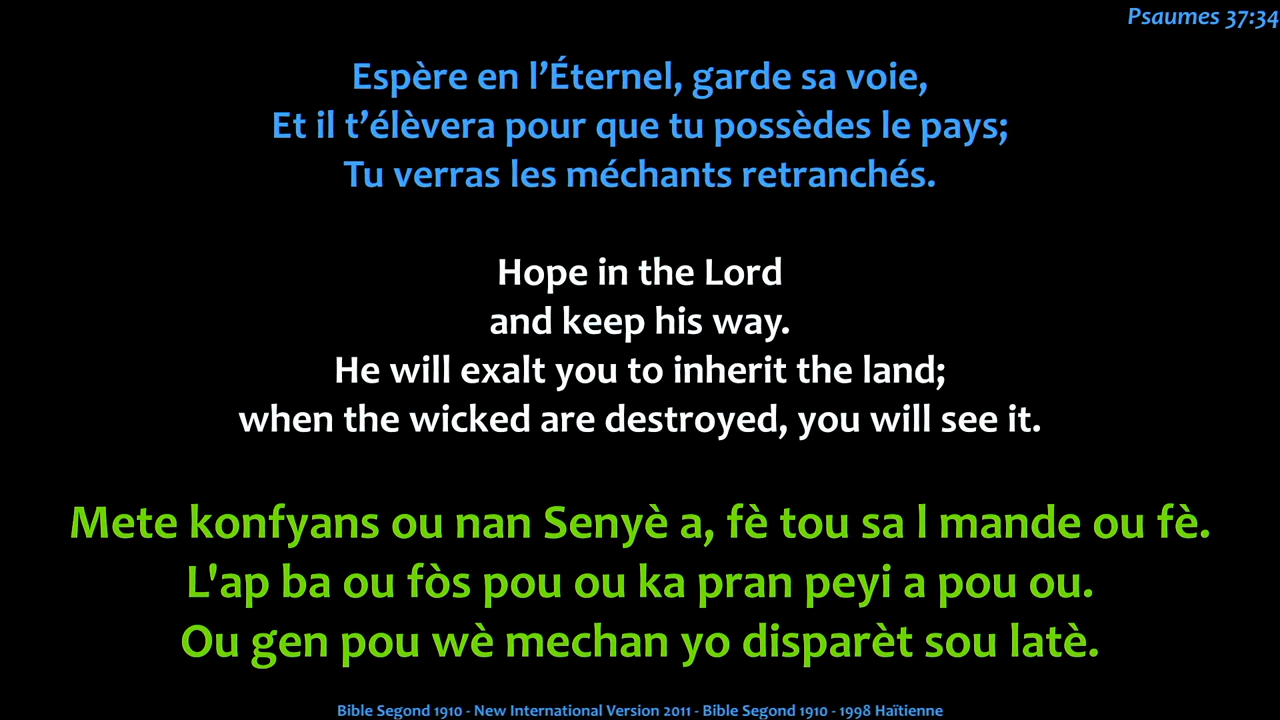 Psaumes 37:34
Espère en l’Éternel, garde sa voie,
Et il t’élèvera pour que tu possèdes le pays;
Tu verras les méchants retranchés.
Hope in the Lord
and keep his way.
He will exalt you to inherit the land;
when the wicked are destroyed, you will see it.
Mete konfyans ou nan Senyè a, fè tou sa l mande ou fè.
L'ap ba ou fòs pou ou ka pran peyi a pou ou.
Ou gen pou wè mechan yo disparèt sou latè.
Bible Segond 1910 - New International Version 2011 - Bible Segond 1910 - 1998 Haïtienne